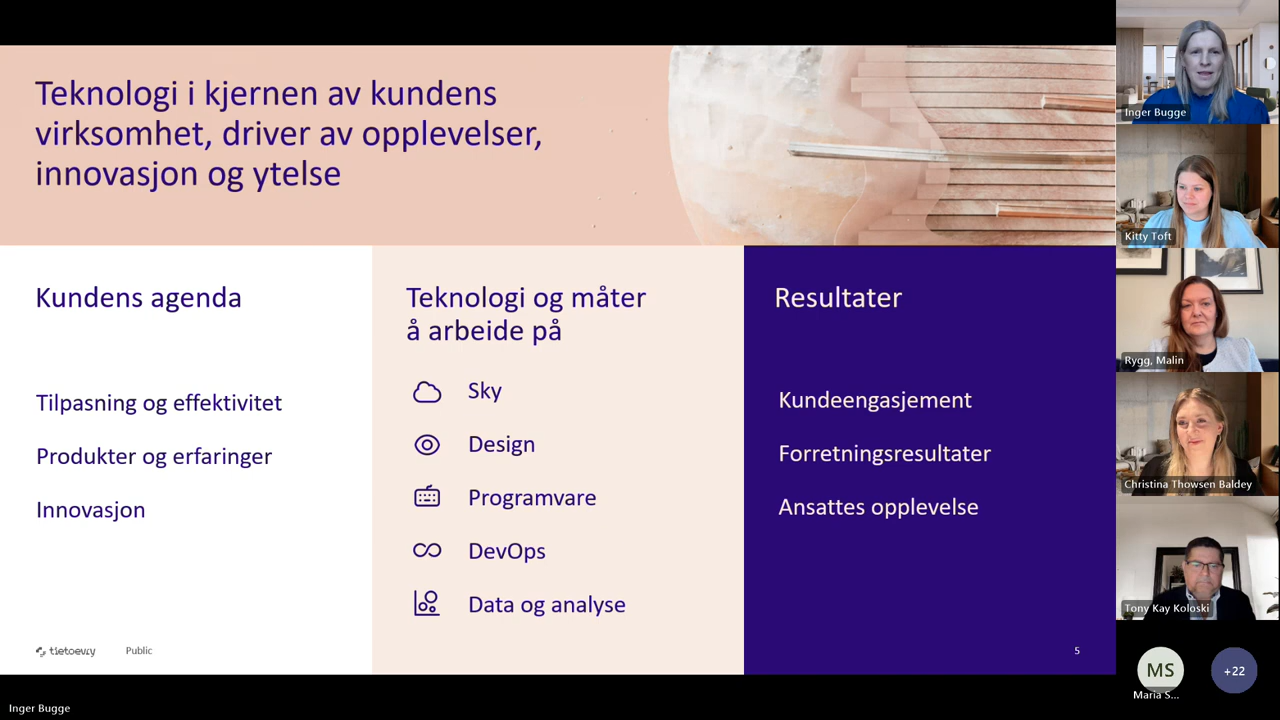 Teknologi i kjernen av kundens
virksomhet, driver av opplevelser,
innovasjon og ytelse
Kundens agenda
Tilpasning og effektivitet
Produkter og erfaringer
Innovasjon
Teknologi og måter
å arbeide på
Sky
Design
Programvare
DevOps
Data og analyse
Resultater
Kundeengasjement
Forretningsresultater
Ansattes opplevelse
tietoevry
Public
5
Inger Bugge
Inger Bugge
Kitty Toft
Rygg, Malin
Christina Thowsen Baldey
Tony Kay Koloski
MS
+22
Maria S...